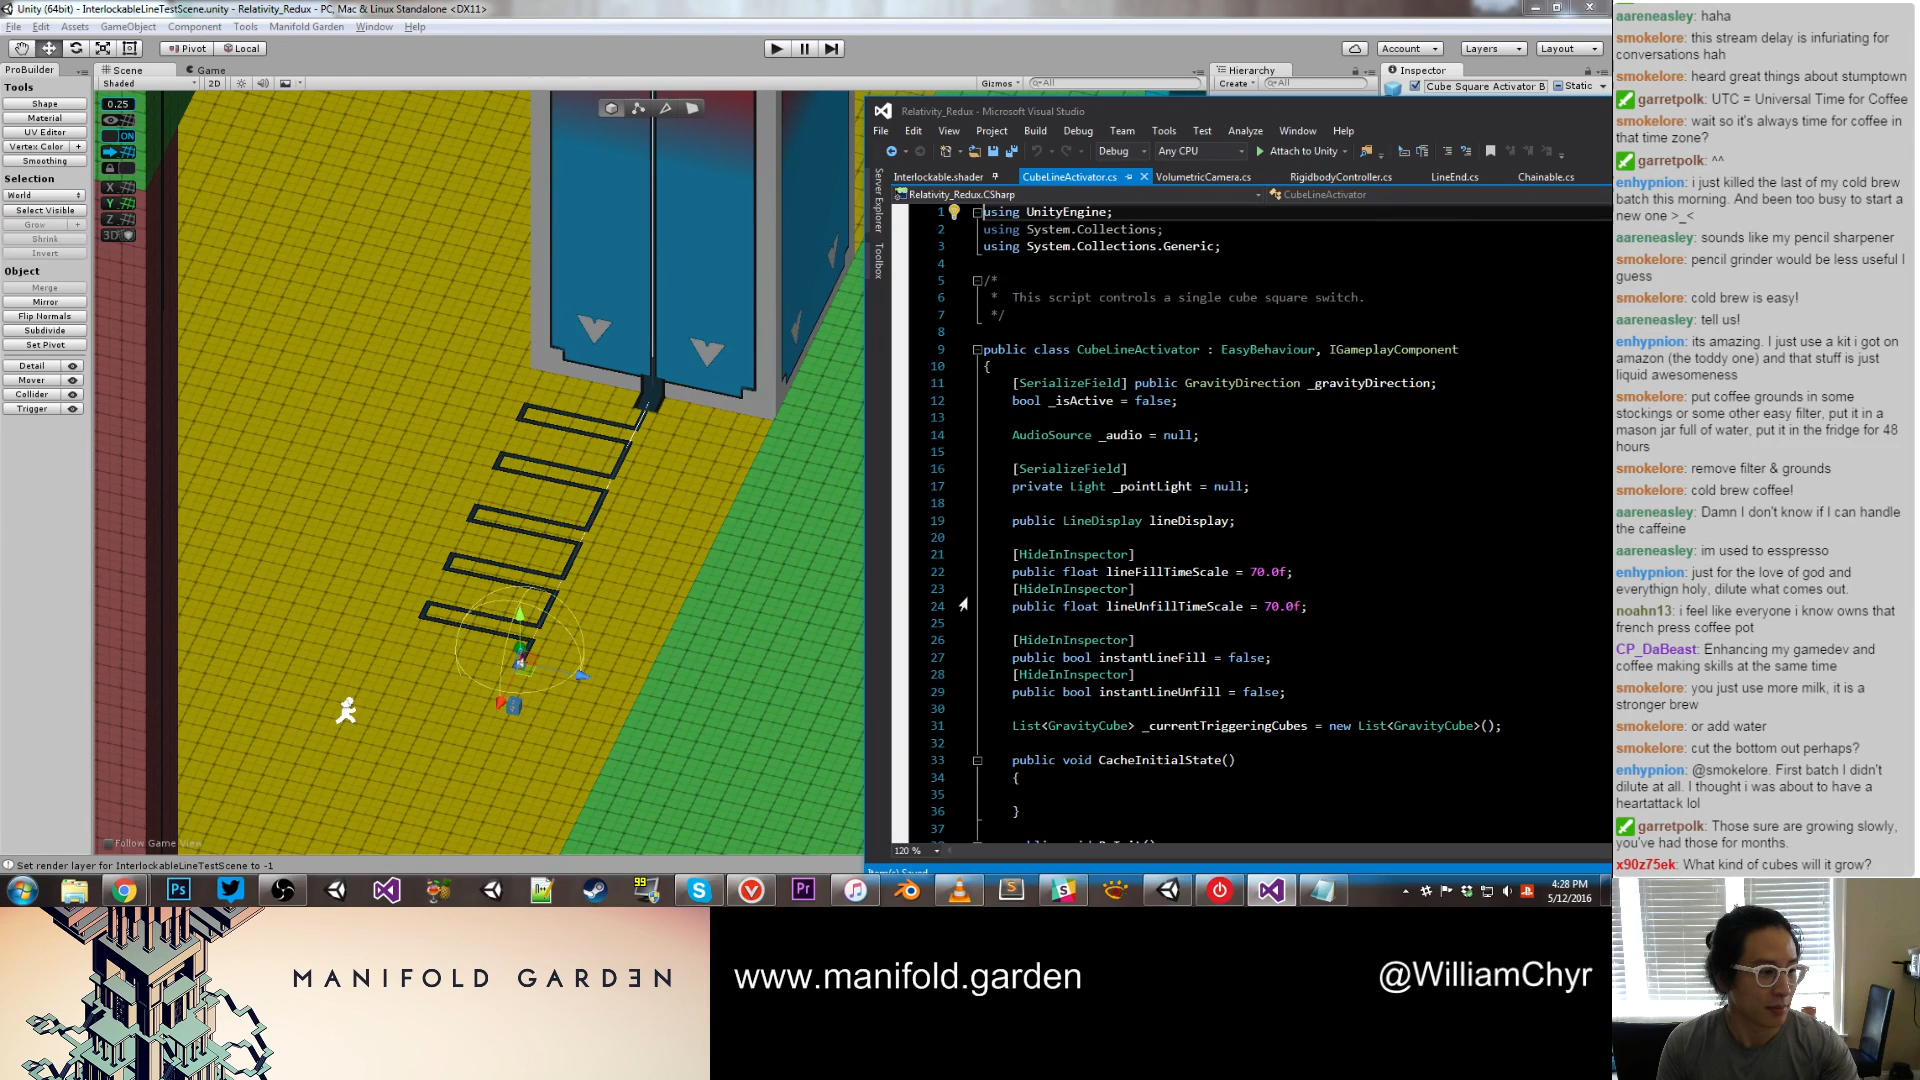 Unity (64bit) - InterlockableLineTestScene.unity - Relativity_Redux - PC, Mac & Linux Standalone <DX11>
File Edit Assets GameObject Component Tools Manifold Garden Window Help
Pivot Local
Account Layers Layout
ProBuilder
Scene Game
Shaded 2D Gizmos All
Hierarchy
Create All
Inspector
Cube Square Activator B Static
Tools
Shape
Material
UV Editor
Vertex Color +
Smoothing
Selection
World
Select Visible
Grow +
Shrink
Invert
Object
Merge
Mirror
Flip Normals
Subdivide
Set Pivot
Detail
Mover
Collider
Trigger
0.25
ON
X
Y
Z
3D
Follow Game View
Set render layer for InterlockableLineTestScene to -1
Relativity_Redux - Microsoft Visual Studio
File Edit View Project Build Debug Team Tools Test Analyze Window Help
Debug Any CPU Attach to Unity
Interlockable.shader CubeLineActivator.cs VolumetricCamera.cs RigidbodyController.cs LineEnd.cs Chainable.cs
Relativity_Redux.CSharp CubeLineActivator
Server Explorer
Toolbox
1 using UnityEngine;
2 using System.Collections;
3 using System.Collections.Generic;
4
5 /*
6 * This script controls a single cube square switch.
7 */
8
9 public class CubeLineActivator : EasyBehaviour, IGameplayComponent
10 {
11 [SerializeField] public GravityDirection _gravityDirection;
12 bool _isActive = false;
13
14 AudioSource _audio = null;
15
16 [SerializeField]
17 private Light _pointLight = null;
18
19 public LineDisplay lineDisplay;
20
21 [HideInInspector]
22 public float lineFillTimeScale = 70.0f;
23 [HideInInspector]
24 public float lineUnfillTimeScale = 70.0f;
25
26 [HideInInspector]
27 public bool instantLineFill = false;
28 [HideInInspector]
29 public bool instantLineUnfill = false;
30
31 List<GravityCube> _currentTriggeringCubes = new List<GravityCube>();
32
33 public void CacheInitialState()
34 {
35
36 }
37
120 %
aareneasley: haha
smokelore: this stream delay is infuriating for
conversations hah
smokelore: heard great things about stumptown
garretpolk: UTC = Universal Time for Coffee
smokelore: wait so it's always time for coffee in
that time zone?
garretpolk: ^^
enhypnion: i just killed the last of my cold brew
batch this morning. And been too busy to start a
new one >_<
aareneasley: sounds like my pencil sharpener
smokelore: pencil grinder would be less useful I
guess
smokelore: cold brew is easy!
aareneasley: tell us!
enhypnion: its amazing. I just use a kit i got on
amazon (the toddy one) and that stuff is just
liquid awesomeness
smokelore: put coffee grounds in some
stockings or some other easy filter, put it in a
mason jar full of water, put it in the fridge for 48
hours
smokelore: remove filter & grounds
smokelore: cold brew coffee!
aareneasley: Damn I don't know if I can handle
the caffeine
aareneasley: im used to esspresso
enhypnion: just for the love of god and
everythign holy, dilute what comes out.
noahn13: i feel like everyone i know owns that
french press coffee pot
CP_DaBeast: Enhancing my gamedev and
coffee making skills at the same time
smokelore: you just use more milk, it is a
stronger brew
smokelore: or add water
smokelore: cut the bottom out perhaps?
enhypnion: @smokelore. First batch I didn't
dilute at all. I thought i was about to have a
heartattack lol
garretpolk: Those sure are growing slowly,
you've had those for months.
x90z75ek: What kind of cubes will it grow?
Ps
99
Pr
4:28 PM
5/12/2016
MANIFOLD GARDƎN
www.manifold.garden
@WilliamChyr